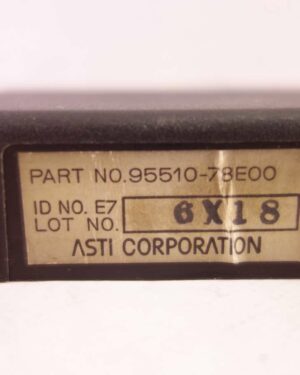 PART NO.95510-78E00
ID NO. E7
LOT NO. 6X18
ASTI CORPORATION